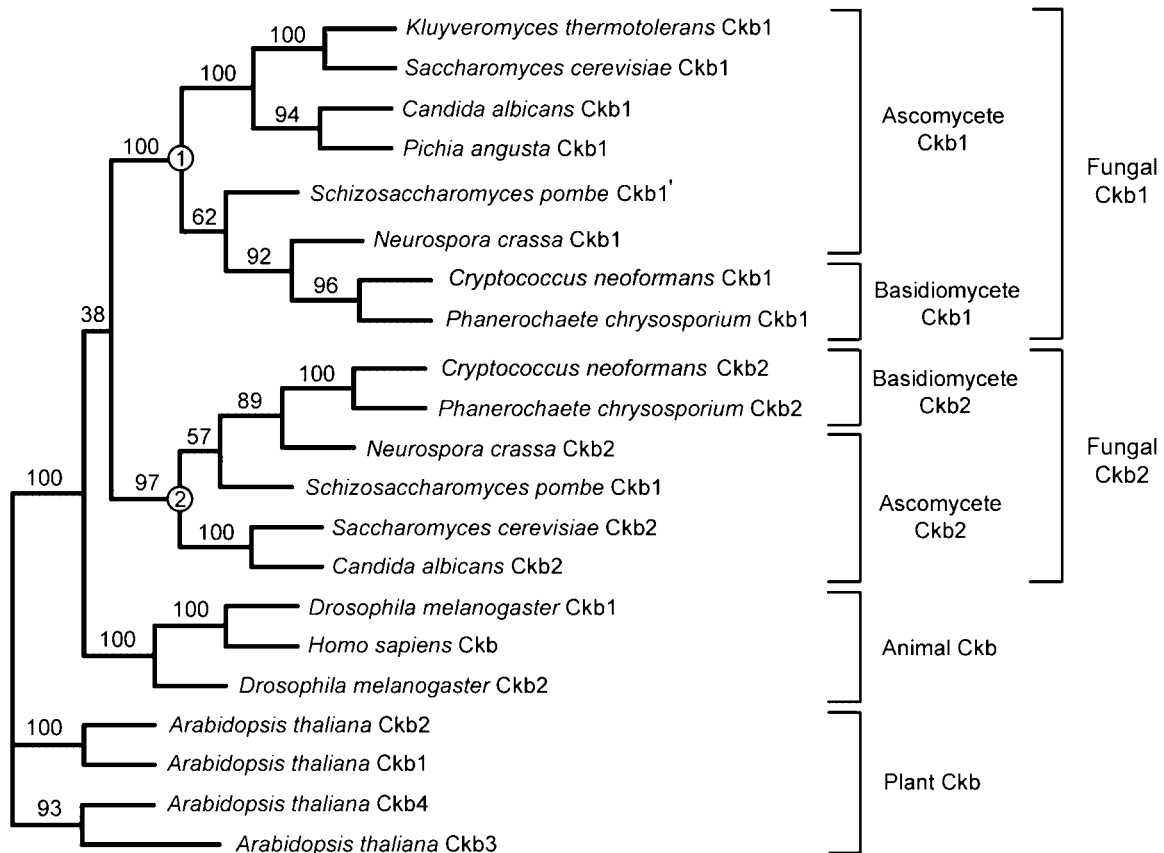 100
Kluyveromyces thermotolerans Ckb1
100
Saccharomyces cerevisiae Ckb1
Candida albicans Ckb1
94
Pichia angusta Ckb1
100
1
Schizosaccharomyces pombe Ckb1'
62
Neurospora crassa Ckb1
92
Cryptococcus neoformans Ckb1
96
Phanerochaete chrysosporium Ckb1
38
Cryptococcus neoformans Ckb2
100
Phanerochaete chrysosporium Ckb2
89
Neurospora crassa Ckb2
57
Schizosaccharomyces pombe Ckb1
97
2
Saccharomyces cerevisiae Ckb2
100
Candida albicans Ckb2
100
Drosophila melanogaster Ckb1
100
Homo sapiens Ckb
100
Drosophila melanogaster Ckb2
Arabidopsis thaliana Ckb2
100
Arabidopsis thaliana Ckb1
Arabidopsis thaliana Ckb4
93
Arabidopsis thaliana Ckb3
Ascomycete
Ckb1
Basidiomycete
Ckb1
Fungal
Ckb1
Basidiomycete
Ckb2
Ascomycete
Ckb2
Fungal
Ckb2
Animal Ckb
Plant Ckb